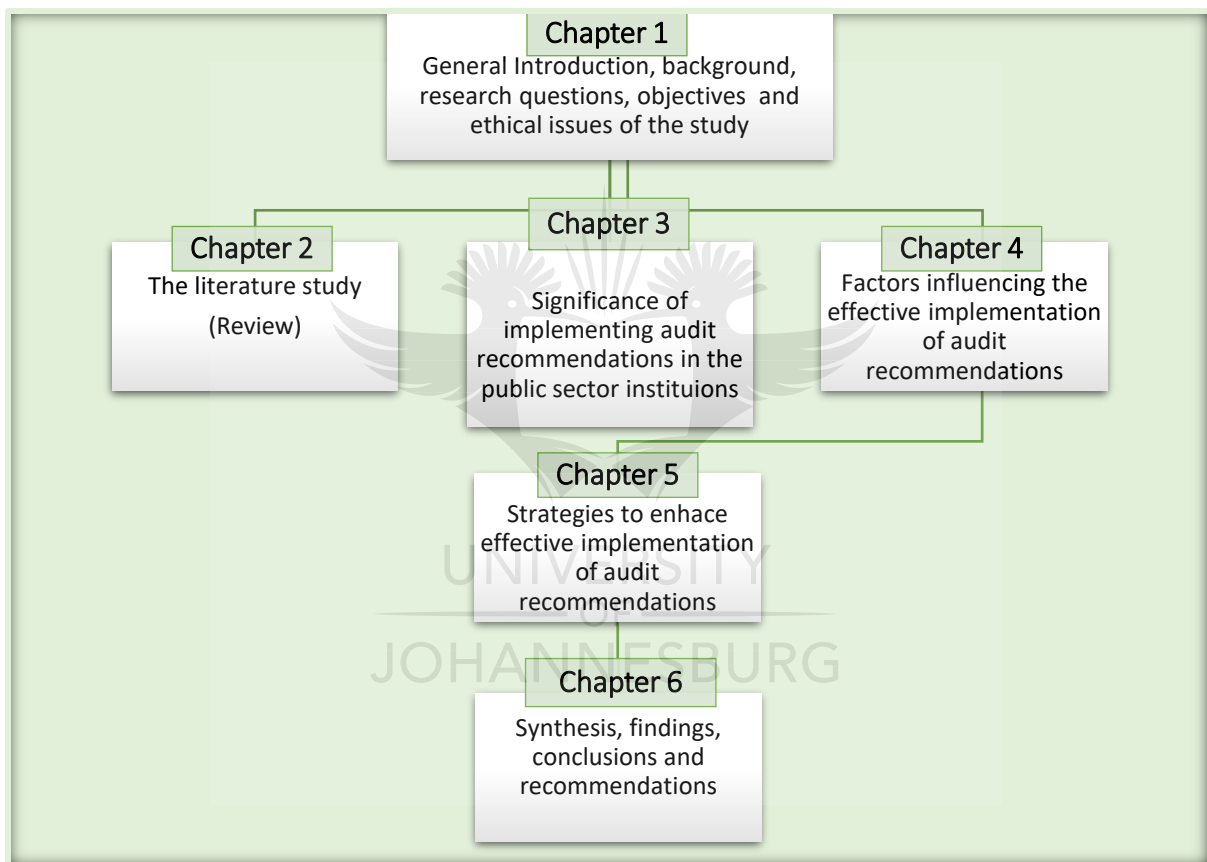 Chapter 1
General Introduction, background,
research questions, objectives and
ethical issues of the study
Chapter 2
The literature study
(Review)
Chapter 3
Significance of
implementing audit
recommendations in the
public sector instituions
Chapter 4
Factors influencing the
effective implementation
of audit
recommendations
Chapter 5
Strategies to enhace
effective implementation
of audit
recommendations
Chapter 6
Synthesis, findings,
conclusions and
recommendations
UNIVERSITY
OF
JOHANNESBURG